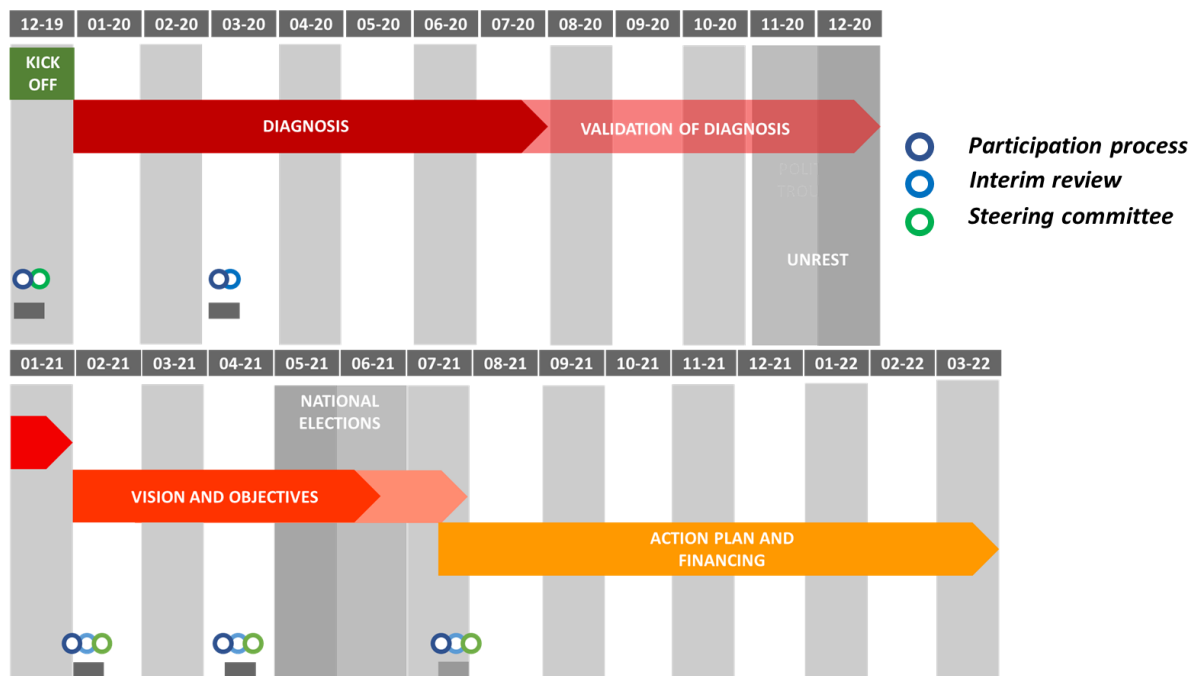 12-19 01-20 02-20 03-20 04-20 05-20 06-20 07-20 08-20 09-20 10-20 11-20 12-20
KICK
OFF
DIAGNOSIS
VALIDATION OF DIAGNOSIS
Participation process
Interim review
Steering committee
UNREST
01-21 02-21 03-21 04-21 05-21 06-21 07-21 08-21 09-21 10-21 11-21 12-21 01-22 02-22 03-22
NATIONAL
ELECTIONS
VISION AND OBJECTIVES
ACTION PLAN AND
FINANCING